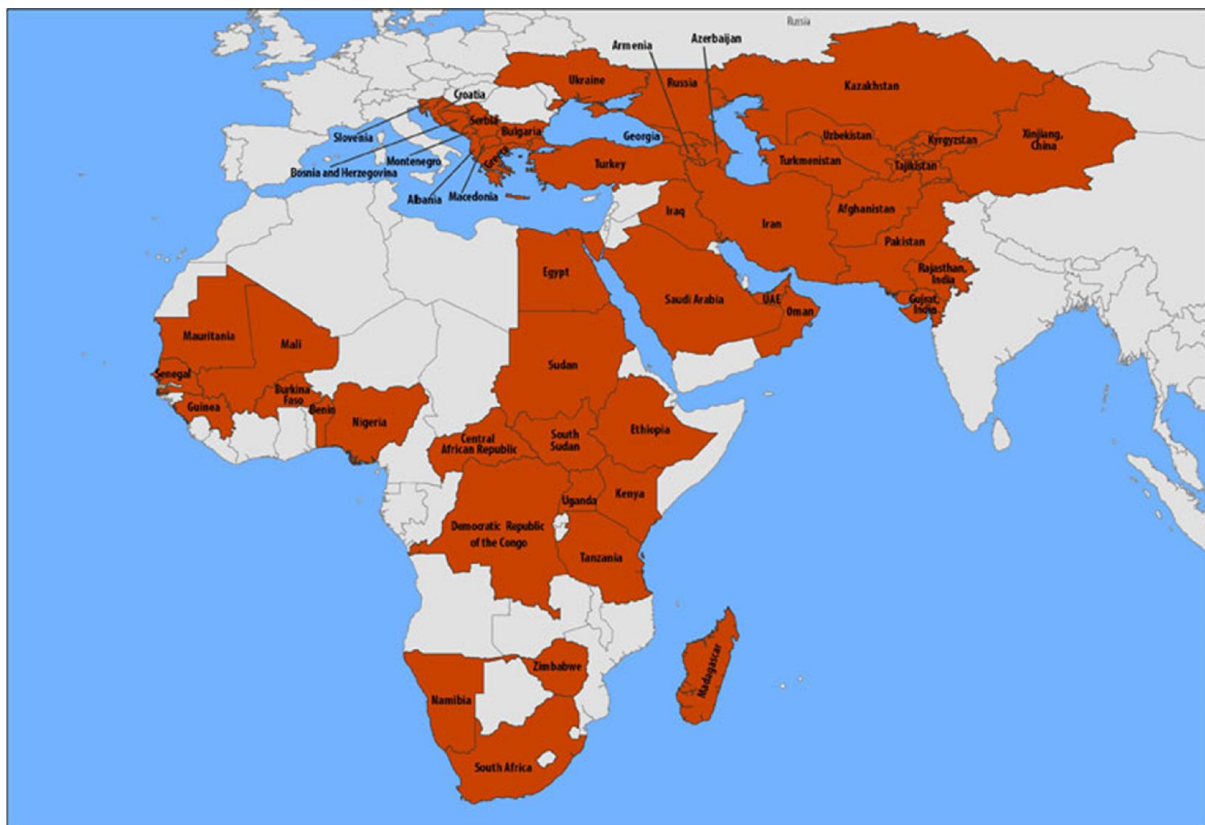 Russia
Armenia
Azerbaijan
Ukraine
Russia
Kazakhstan
Croatia
Slovenia
Serbia
Bulgaria
Georgia
Uzbekistan
Kyrgyzstan
Xinjiang,
China
Montenegro
Greece
Turkey
Turkmenistan
Tajikistan
Bosnia and Herzegovina
Albania
Macedonia
Iraq
Iran
Afghanistan
Pakistan
Egypt
Rajasthan,
India
Saudi Arabia
UAE
Oman
Gujrat,
India
Mauritania
Mali
Sudan
Senegal
Burkina
Faso
Guinea
Benin
Nigeria
Ethiopia
Central
African Republic
South
Sudan
Uganda
Kenya
Democratic Republic
of the Congo
Tanzania
Zimbabwe
Madagascar
Namibia
South Africa